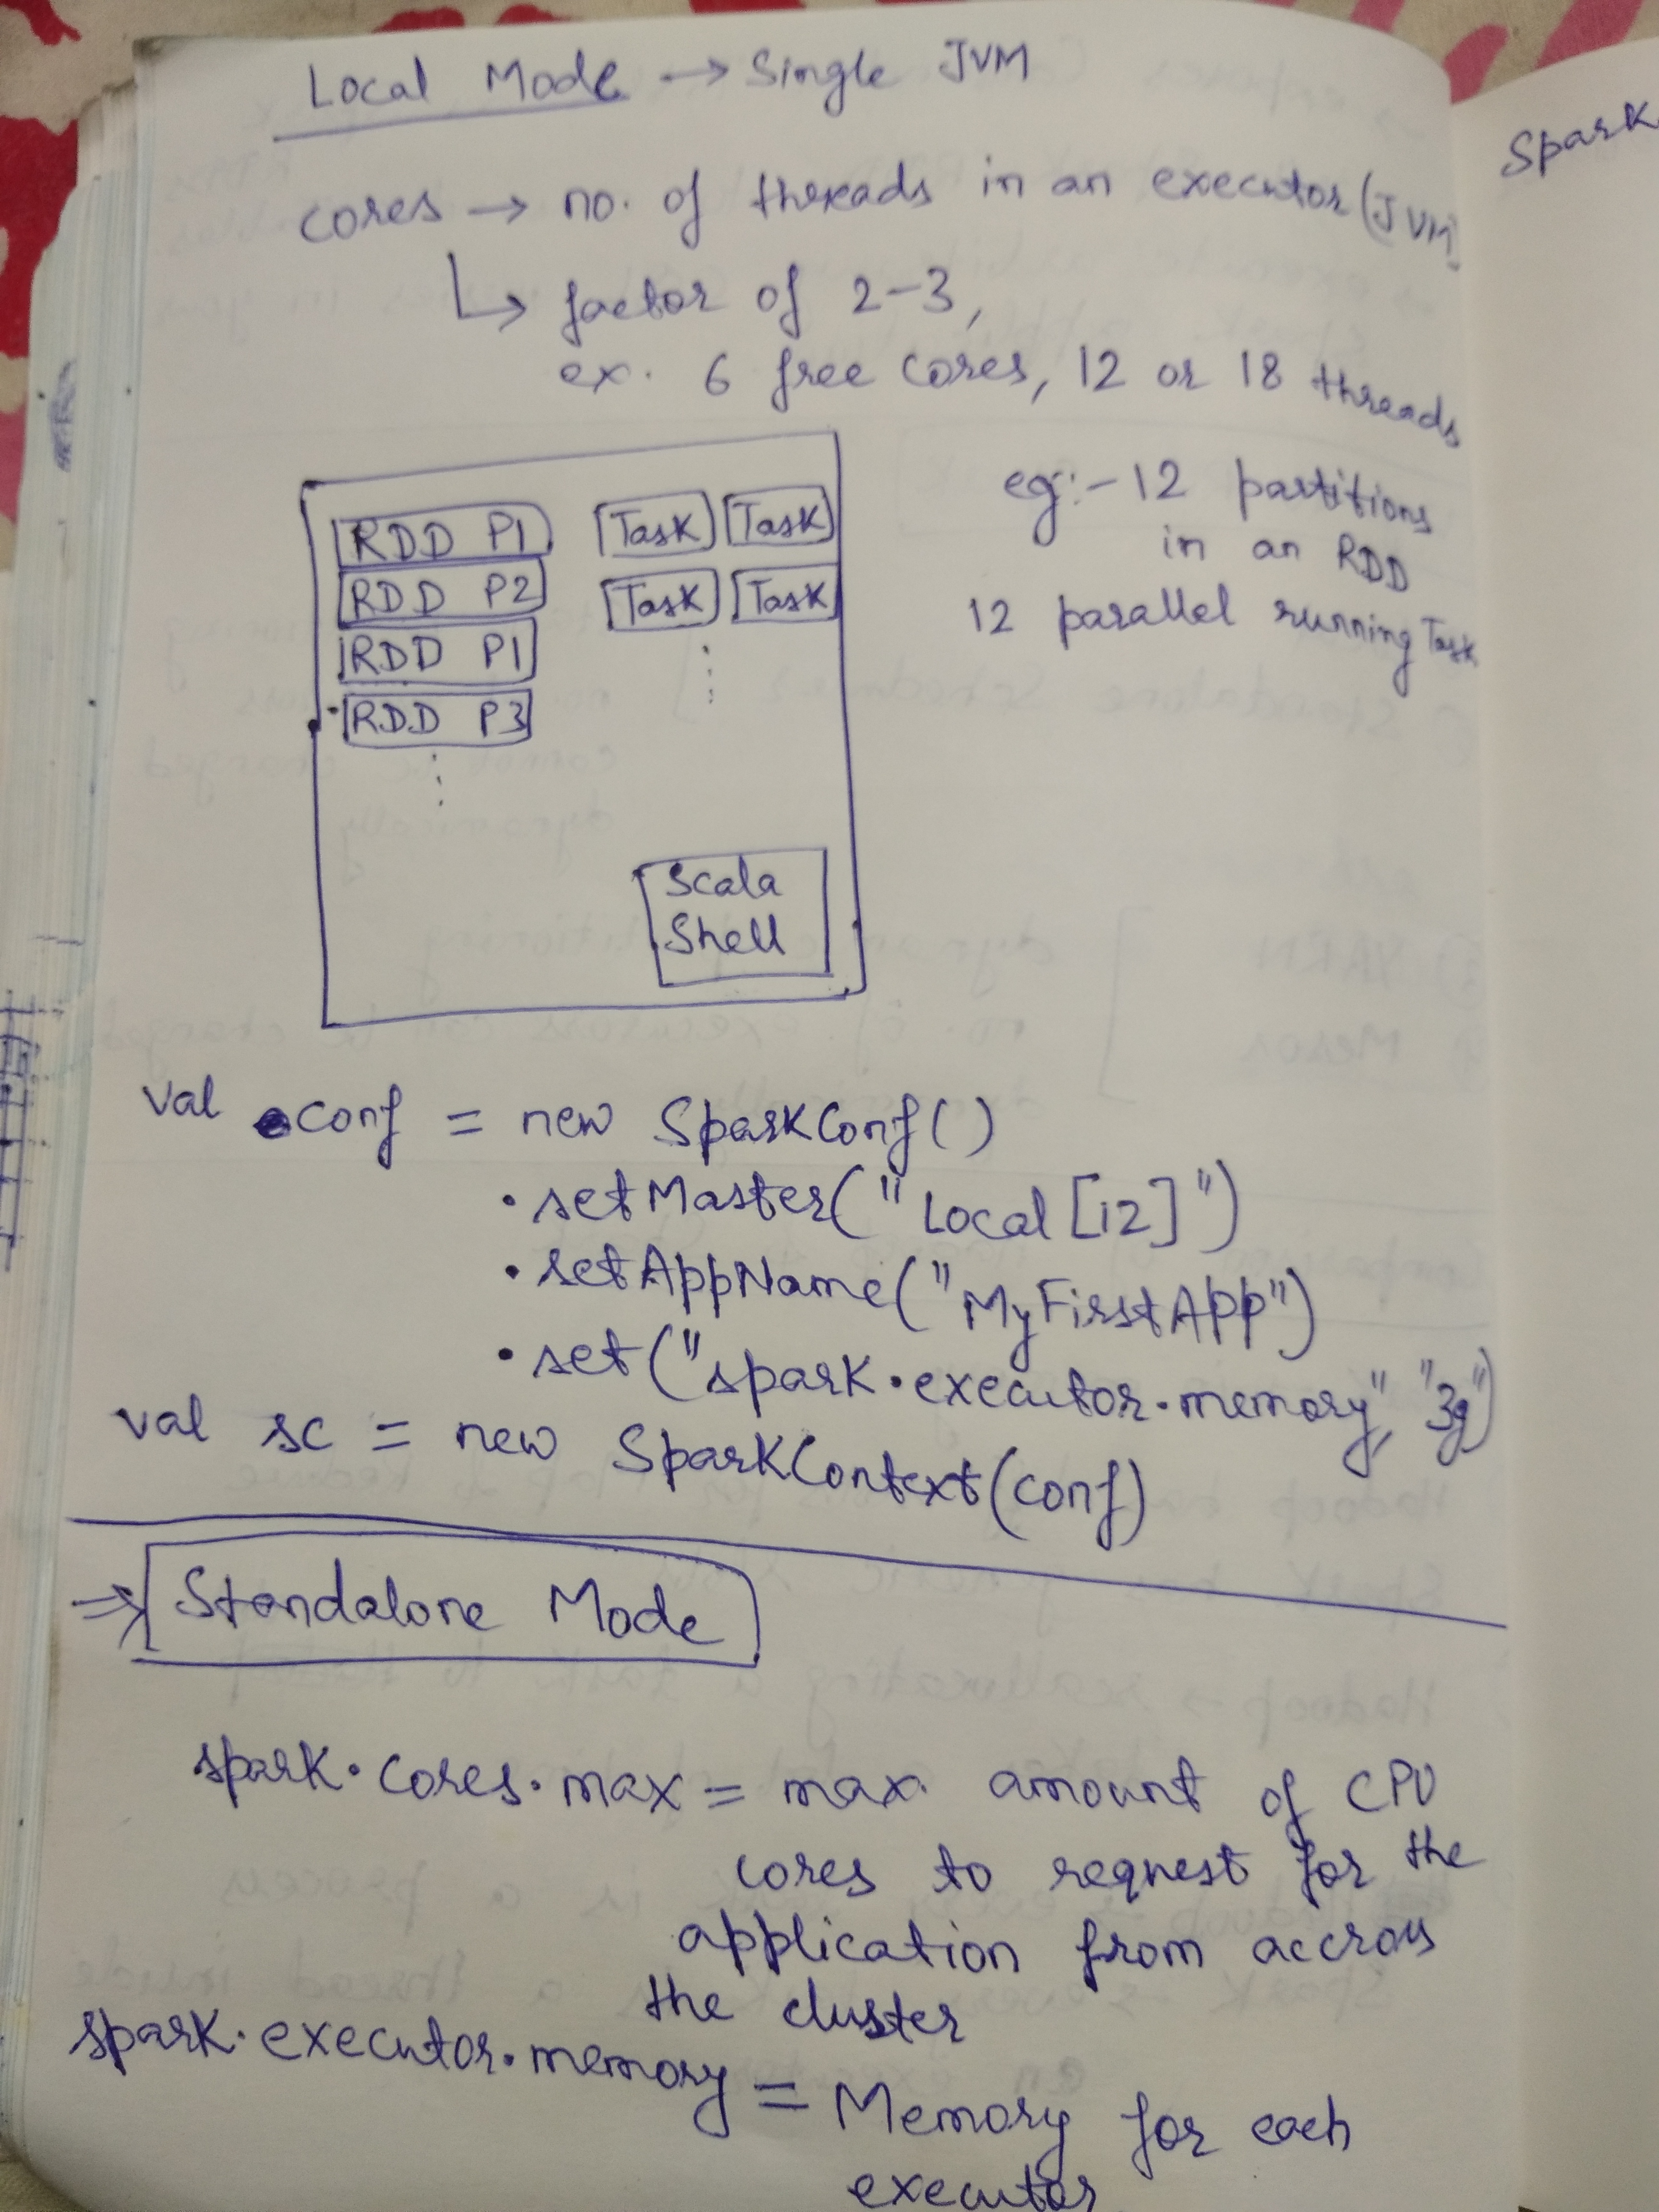 Local Mode → Single JVM
cores → no. of threads in an executor (JVM)
↳ factor of 2-3,
ex. 6 free cores, 12 or 18 threads
RDD P1 Task Task
RDD P2 Task Task
RDD P1
RDD P3
eg:- 12 partitions
in an RDD
12 parallel running Task
Scala
Shell
val conf = new SparkConf()
.setMaster("Local[12]")
.setAppName("MyFirstApp")
.set("spark.executor.memory", "3g")
val sc = new SparkContext(conf)
⇒ Standalone Mode
spark.cores.max = max. amount of CPU
cores to request for the
application from accross
the cluster
spark.executor.memory = Memory for each
executor
Spark